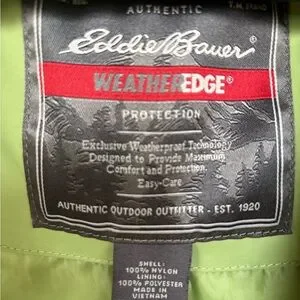 AUTHENTIC
Eddie Bauer
WEATHEREDGE®
PROTECTION
Exclusive Weatherproof Technology
Designed to Provide Maximum
Comfort and Protection.
Easy-Care
AUTHENTIC OUTDOOR OUTFITTER - EST. 1920
SHELL:
100% NYLON
LINING:
100% POLYESTER
MADE IN
VIETNAM